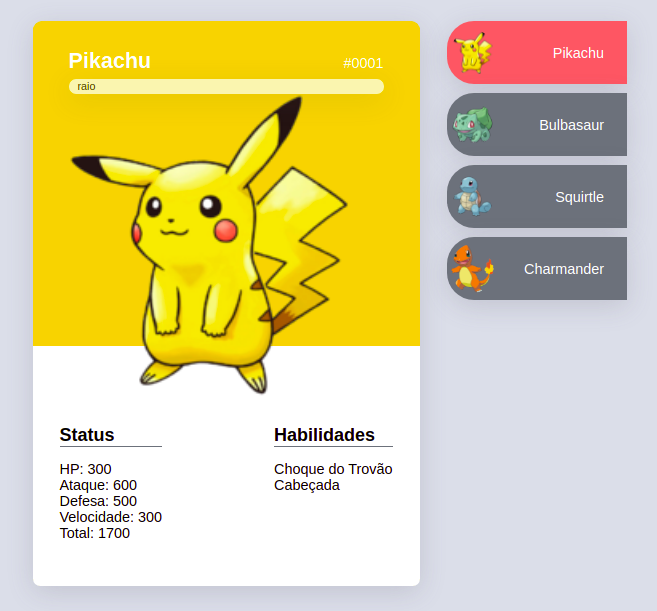 Pikachu #0001
raio
Status
HP: 300
Ataque: 600
Defesa: 500
Velocidade: 300
Total: 1700
Habilidades
Choque do Trovão
Cabeçada
Pikachu
Bulbasaur
Squirtle
Charmander